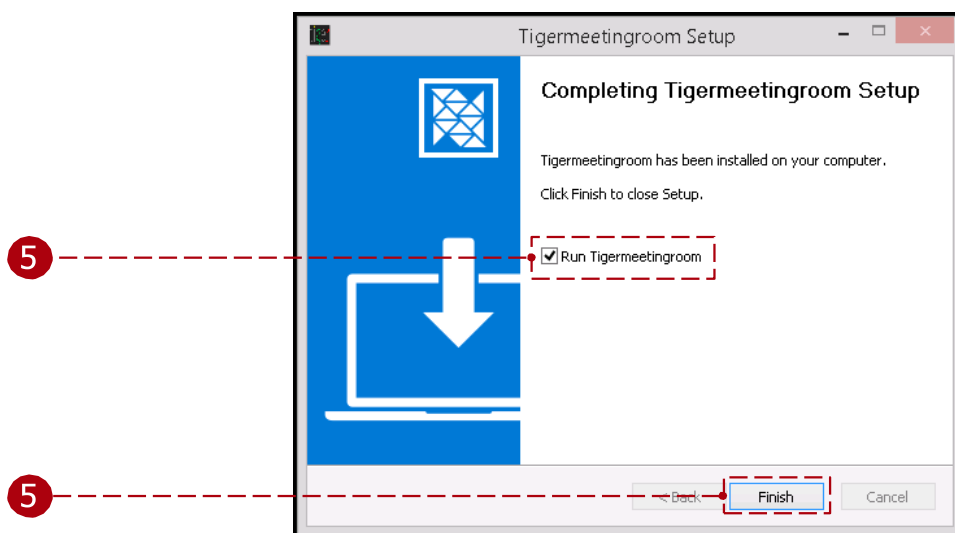 Tigermeetingroom Setup
Completing Tigermeetingroom Setup
Tigermeetingroom has been installed on your computer.
Click Finish to close Setup.
5
Run Tigermeetingroom
5
< Back Finish Cancel